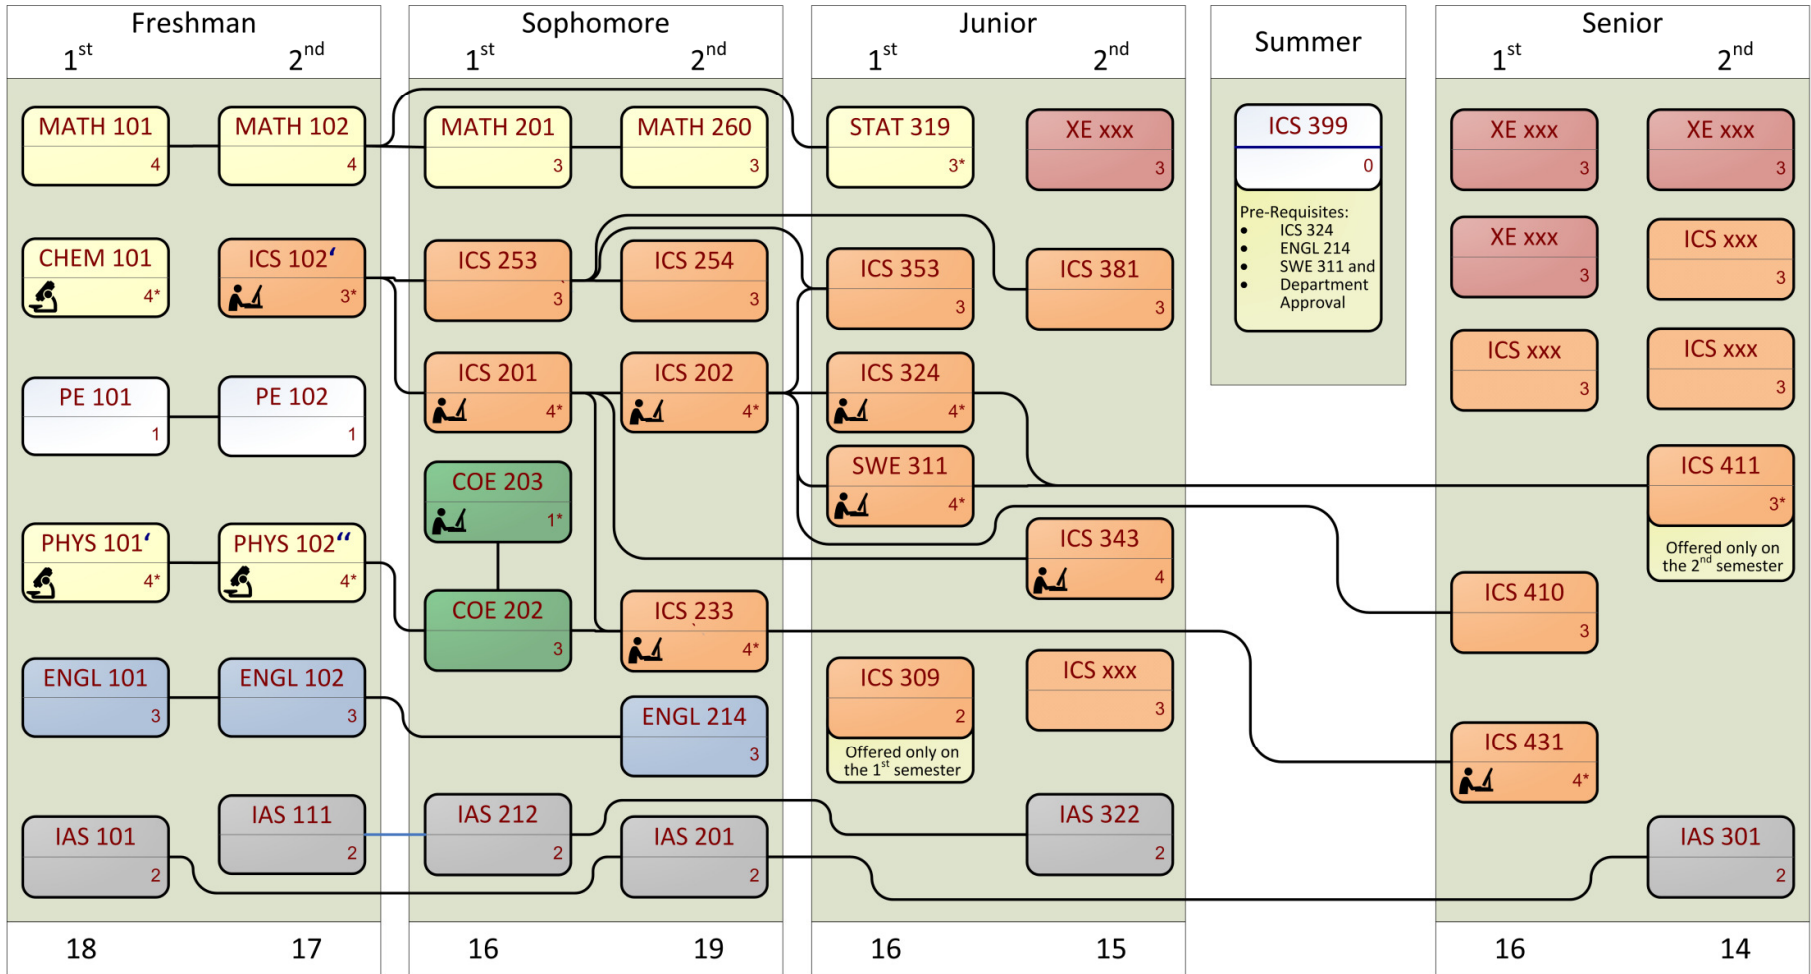 Freshman
1st 2nd
Sophomore
1st 2nd
Junior
1st 2nd
Summer
Senior
1st 2nd
MATH 101
4
CHEM 101
4*
PE 101
1
PHYS 101‘
4*
ENGL 101
3
IAS 101
2
18
MATH 102
4
ICS 102‘
3*
PE 102
1
PHYS 102‘‘
4*
ENGL 102
3
IAS 111
2
17
MATH 201
3
ICS 253
3
ICS 201
4*
COE 203
1*
COE 202
3
IAS 212
2
16
MATH 260
3
ICS 254
3
ICS 202
4*
ICS 233
4*
ENGL 214
3
IAS 201
2
19
STAT 319
3*
ICS 353
3
ICS 324
4*
SWE 311
4*
ICS 309
2
Offered only on
the 1st semester
16
XE xxx
3
ICS 381
3
ICS 343
4
ICS xxx
3
IAS 322
2
15
ICS 399
0
Pre-Requisites:
• ICS 324
• ENGL 214
• SWE 311 and
• Department
Approval
XE xxx
3
XE xxx
3
ICS xxx
3
ICS 410
3
ICS 431
4*
16
XE xxx
3
ICS xxx
3
ICS xxx
3
ICS 411
3*
Offered only on
the 2nd semester
IAS 301
2
14